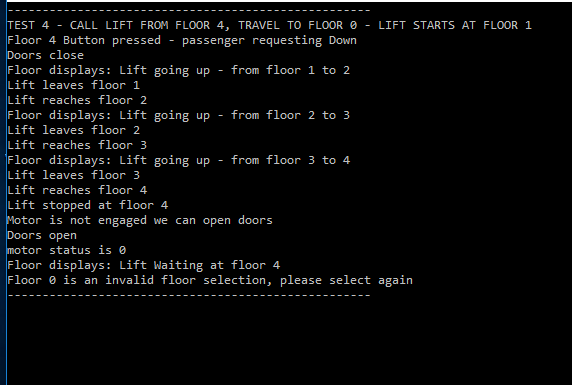 ----------------------------------------------------
TEST 4 - CALL LIFT FROM FLOOR 4, TRAVEL TO FLOOR 0 - LIFT STARTS AT FLOOR 1
Floor 4 Button pressed - passenger requesting Down
Doors close
Floor displays: Lift going up - from floor 1 to 2
Lift leaves floor 1
Lift reaches floor 2
Floor displays: Lift going up - from floor 2 to 3
Lift leaves floor 2
Lift reaches floor 3
Floor displays: Lift going up - from floor 3 to 4
Lift leaves floor 3
Lift reaches floor 4
Lift stopped at floor 4
Motor is not engaged we can open doors
Doors open
motor status is 0
Floor displays: Lift Waiting at floor 4
Floor 0 is an invalid floor selection, please select again
----------------------------------------------------